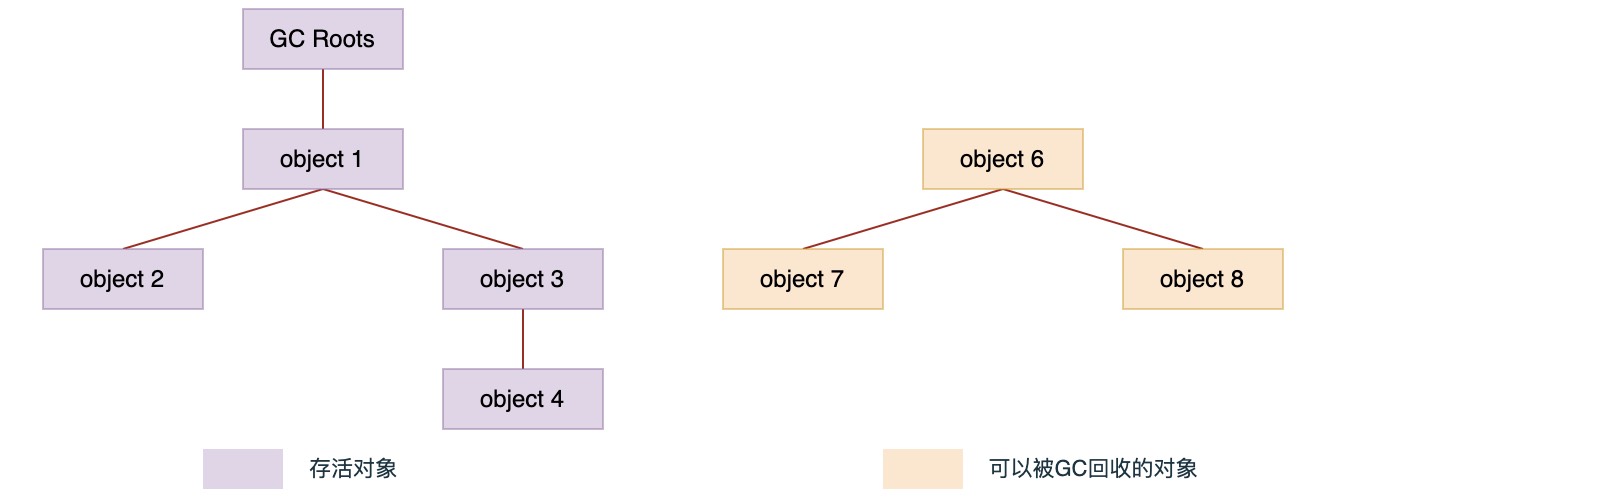 GC Roots
object 1
object 6
object 2
object 3
object 7
object 8
object 4
存活对象
可以被GC回收的对象